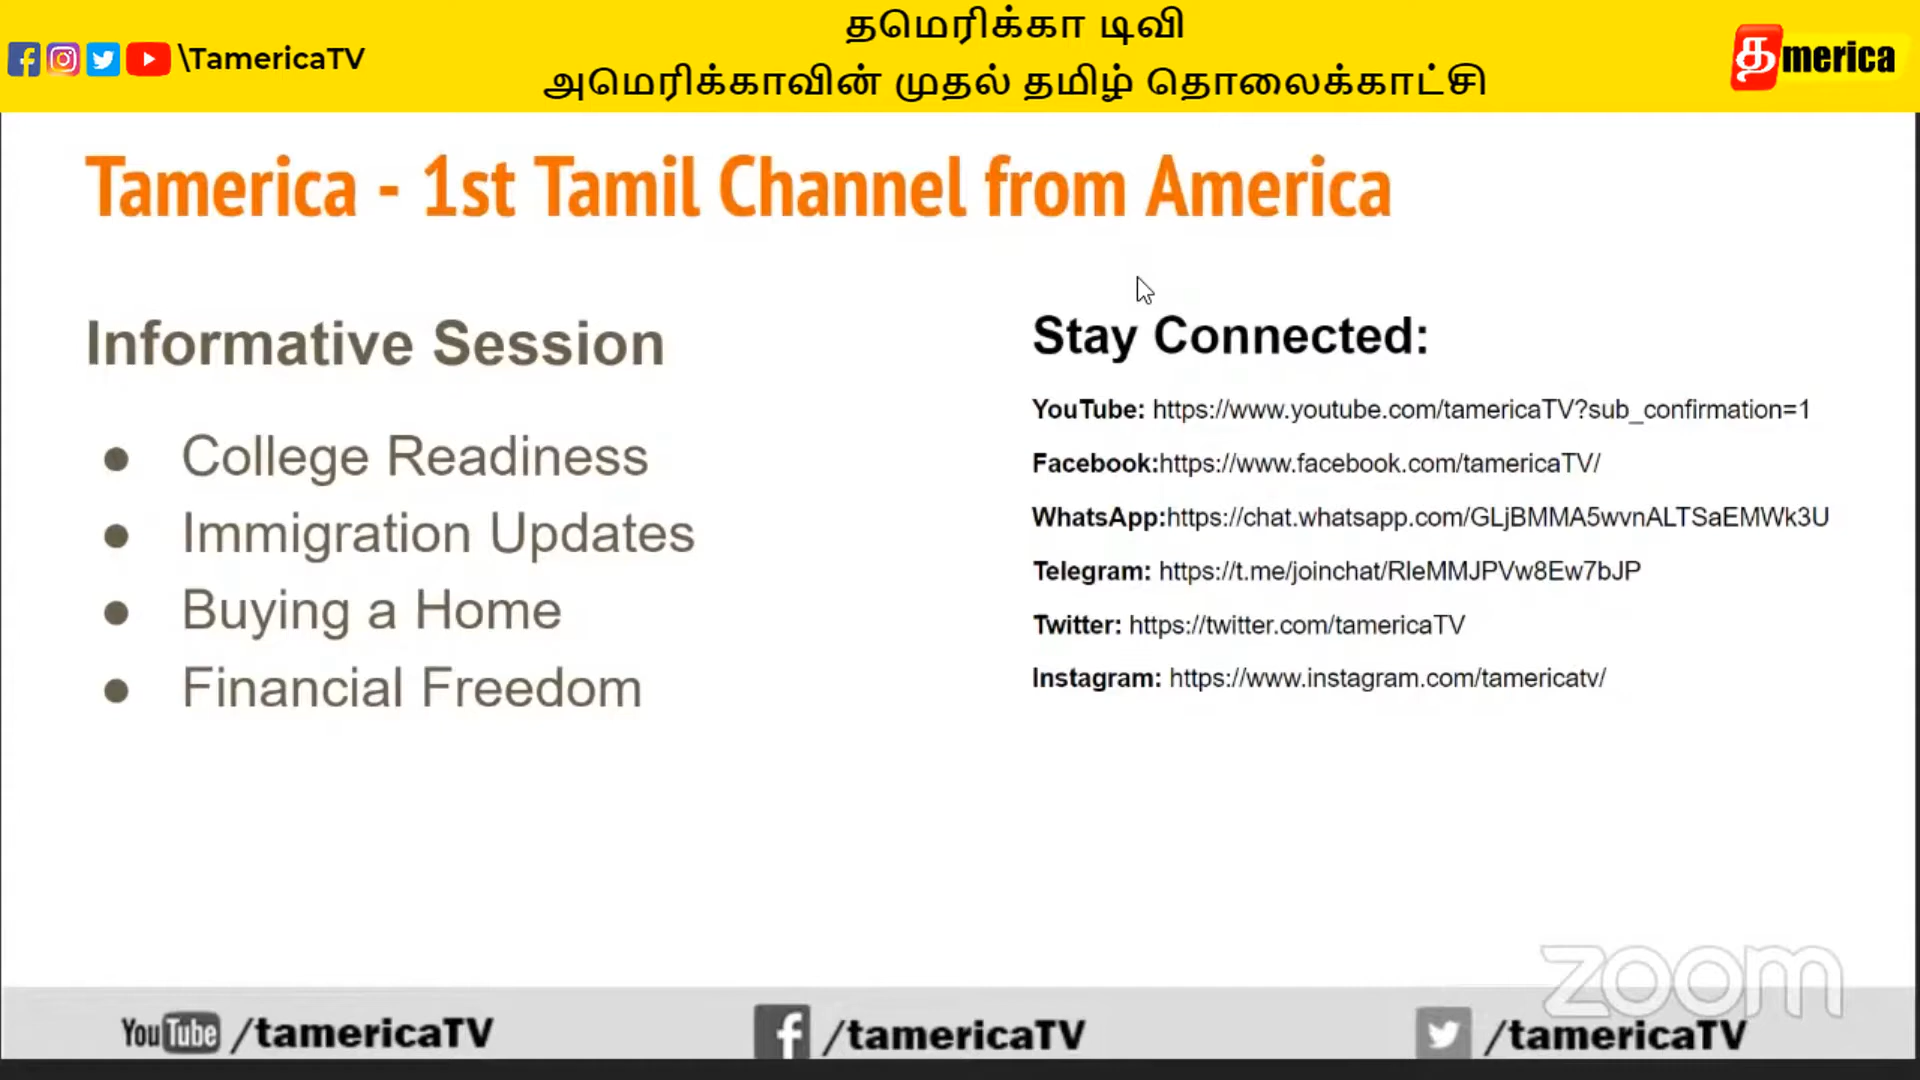 \TamericaTV
தமெரிக்கா டிவி
அமெரிக்காவின் முதல் தமிழ் தொலைக்காட்சி
தmerica
Tamerica - 1st Tamil Channel from America
Informative Session
● College Readiness
● Immigration Updates
● Buying a Home
● Financial Freedom
Stay Connected:
YouTube: https://www.youtube.com/tamericaTV?sub_confirmation=1
Facebook:https://www.facebook.com/tamericaTV/
WhatsApp:https://chat.whatsapp.com/GLjBMMA5wvnALTSaEMWk3U
Telegram: https://t.me/joinchat/RleMMJPVw8Ew7bJP
Twitter: https://twitter.com/tamericaTV
Instagram: https://www.instagram.com/tamericatv/
zoom
YouTube /tamericaTV
/tamericaTV
/tamericaTV